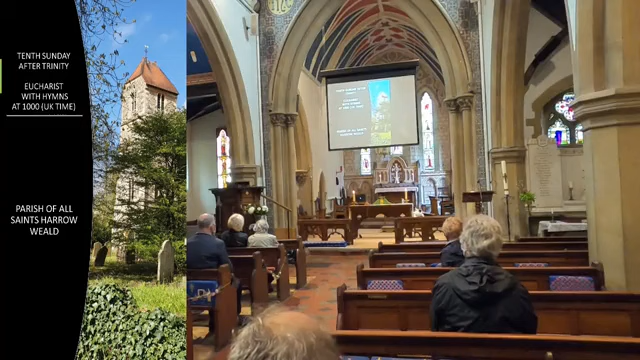 TENTH SUNDAY
AFTER TRINITY
EUCHARIST
WITH HYMNS
AT 1000 (UK TIME)
PARISH OF ALL
SAINTS HARROW
WEALD